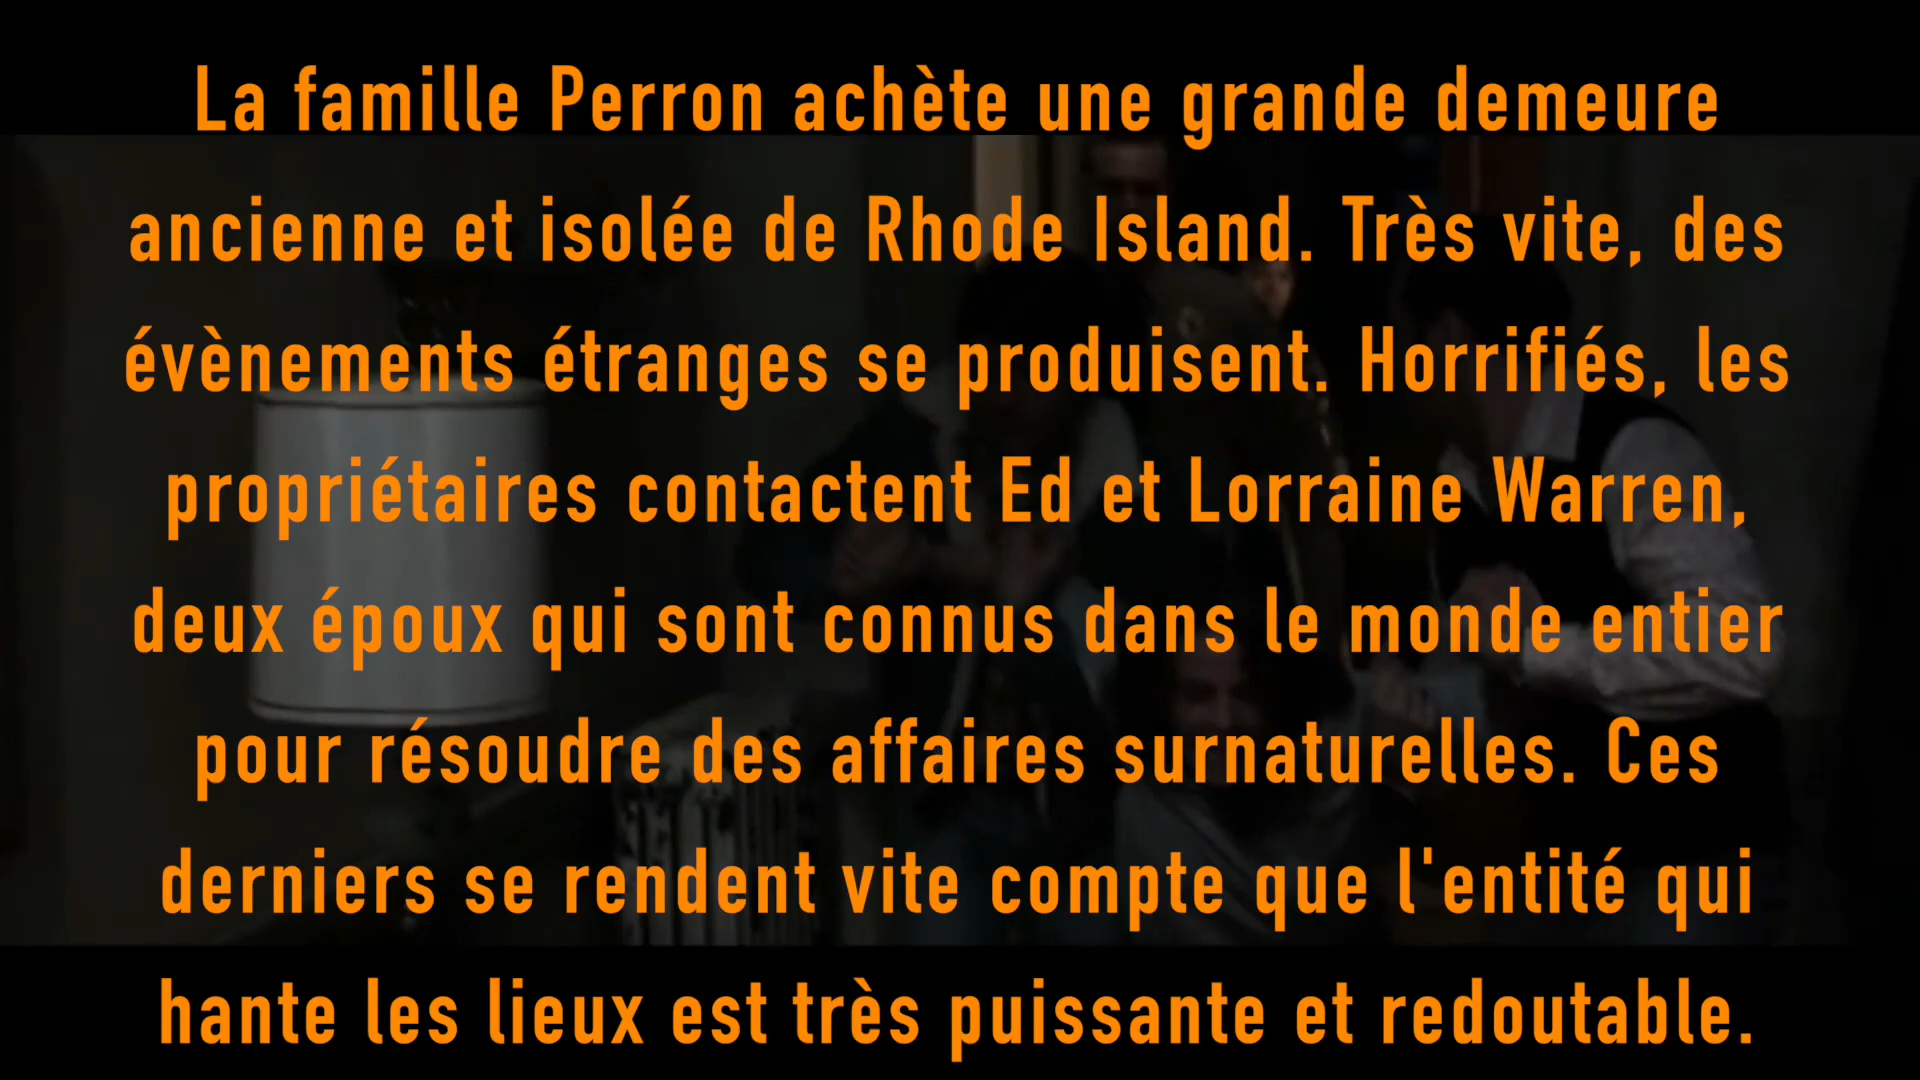 La famille Perron achète une grande demeure
ancienne et isolée de Rhode Island. Très vite, des
évènements étranges se produisent. Horrifiés, les
propriétaires contactent Ed et Lorraine Warren,
deux époux qui sont connus dans le monde entier
pour résoudre des affaires surnaturelles. Ces
derniers se rendent vite compte que l'entité qui
hante les lieux est très puissante et redoutable.